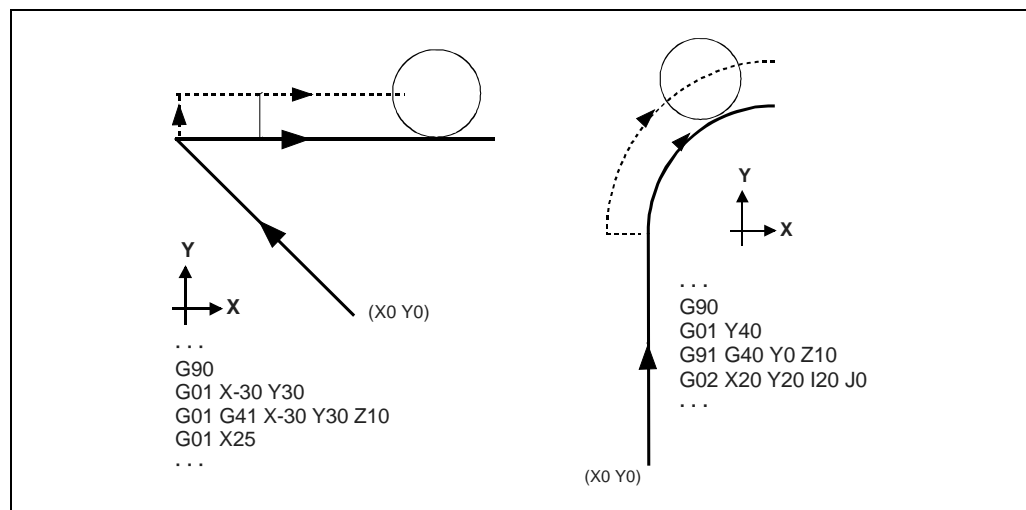 Y
X
(X0 Y0)
. . .
G90
G01 X-30 Y30
G01 G41 X-30 Y30 Z10
G01 X25
. . .
Y
X
. . .
G90
G01 Y40
G91 G40 Y0 Z10
G02 X20 Y20 I20 J0
. . .
(X0 Y0)